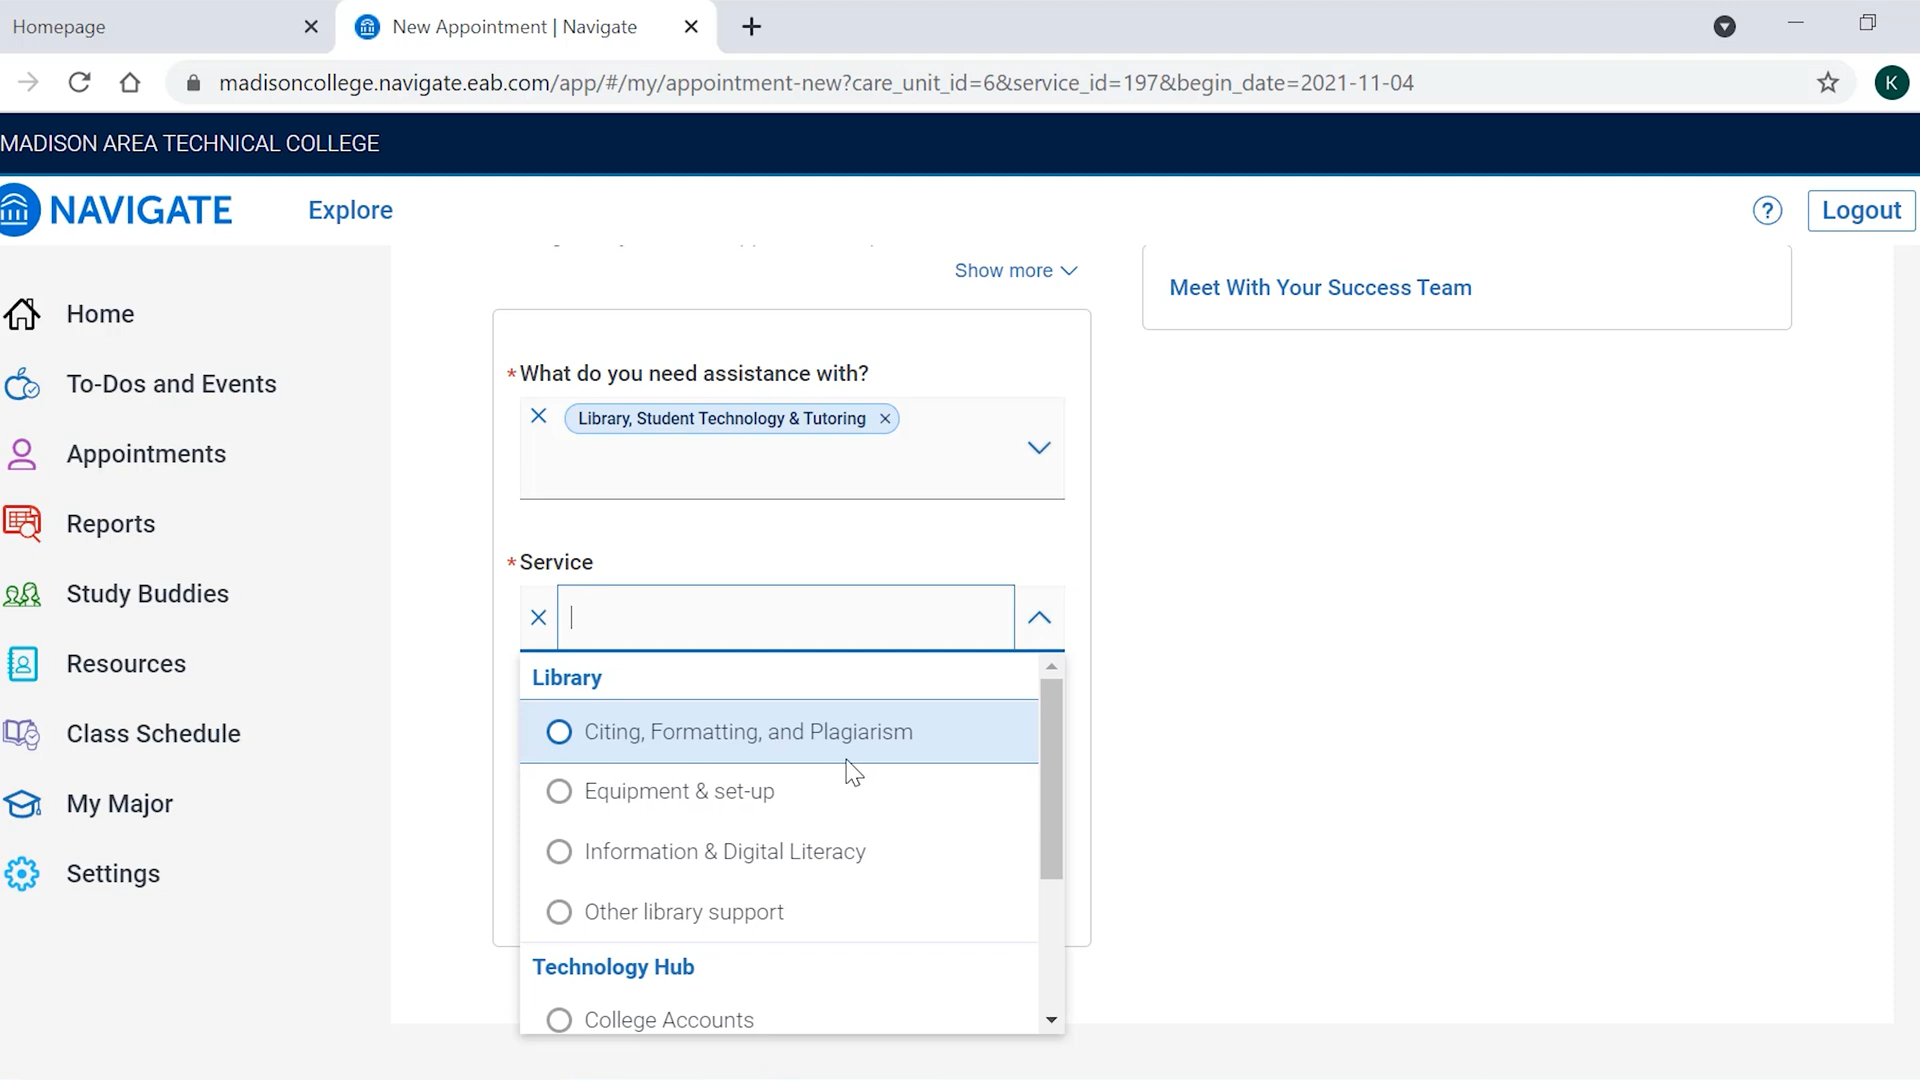 Homepage
New Appointment | Navigate
madisoncollege.navigate.eab.com/app/#/my/appointment-new?care_unit_id=6&service_id=197&begin_date=2021-11-04
K
MADISON AREA TECHNICAL COLLEGE
NAVIGATE
Explore
?
Logout
Show more
Meet With Your Success Team
Home
To-Dos and Events
Appointments
Reports
Study Buddies
Resources
Class Schedule
My Major
Settings
*What do you need assistance with?
Library, Student Technology & Tutoring
*Service
Library
Citing, Formatting, and Plagiarism
Equipment & set-up
Information & Digital Literacy
Other library support
Technology Hub
College Accounts